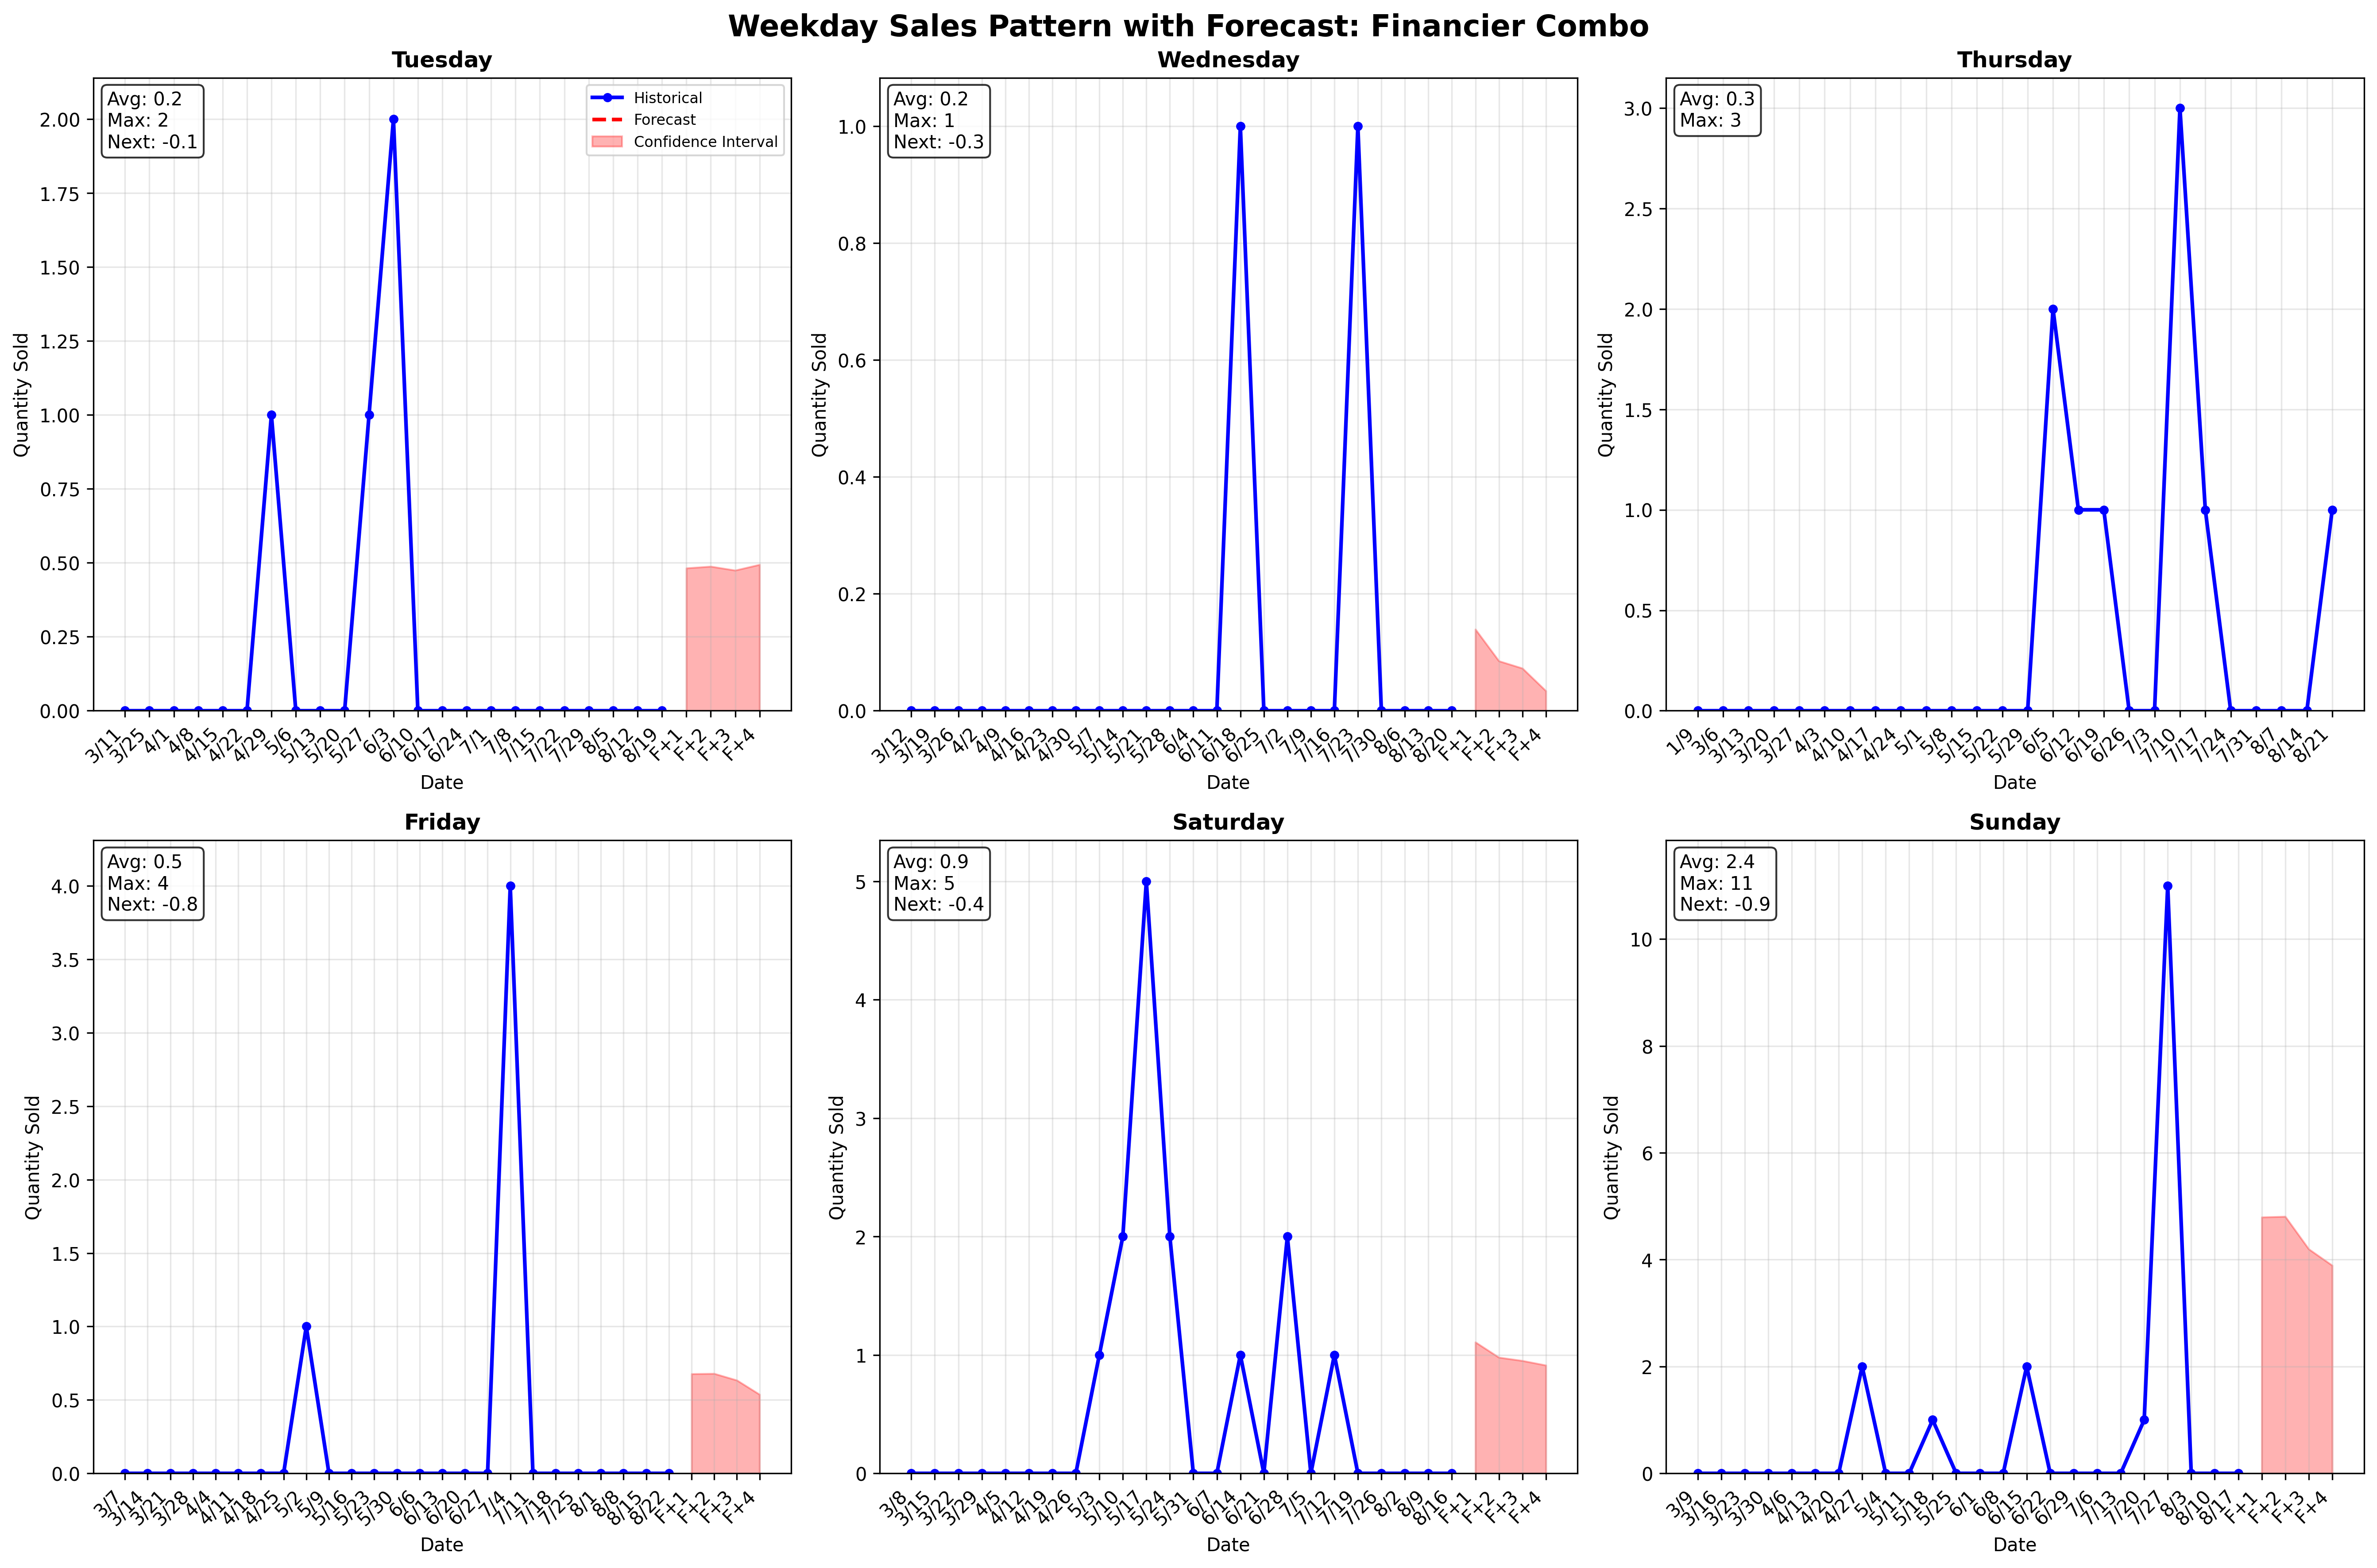 Weekday Sales Pattern with Forecast: Financier Combo
Tuesday
Avg: 0.2
Max: 2
Next: -0.1
Historical
Forecast
Confidence Interval
2.00
1.75
1.50
1.25
1.00
0.75
0.50
0.25
0.00
Quantity Sold
3/11 3/25 4/1 4/8 4/15 4/22 4/29 5/6 5/13 5/20 5/27 6/3 6/10 6/17 6/24 7/1 7/8 7/15 7/22 7/29 8/5 8/12 8/19 F+1 F+2 F+3 F+4
Date
Wednesday
Avg: 0.2
Max: 1
Next: -0.3
1.0
0.8
0.6
0.4
0.2
0.0
Quantity Sold
3/12 3/19 3/26 4/2 4/9 4/16 4/23 4/30 5/7 5/14 5/21 5/28 6/4 6/11 6/18 6/25 7/2 7/9 7/16 7/23 7/30 8/6 8/13 8/20 F+1 F+2 F+3 F+4
Date
Thursday
Avg: 0.3
Max: 3
3.0
2.5
2.0
1.5
1.0
0.5
0.0
Quantity Sold
1/9 3/6 3/13 3/20 3/27 4/3 4/10 4/17 4/24 5/1 5/8 5/15 5/22 5/29 6/5 6/12 6/19 6/26 7/3 7/10 7/17 7/24 7/31 8/7 8/14 8/21
Date
Friday
Avg: 0.5
Max: 4
Next: -0.8
4.0
3.5
3.0
2.5
2.0
1.5
1.0
0.5
0.0
Quantity Sold
3/7 3/14 3/21 3/28 4/4 4/11 4/18 4/25 5/2 5/9 5/16 5/23 5/30 6/6 6/13 6/20 6/27 7/4 7/11 7/18 7/25 8/1 8/8 8/15 8/22 F+1 F+2 F+3 F+4
Date
Saturday
Avg: 0.9
Max: 5
Next: -0.4
5
4
3
2
1
0
Quantity Sold
3/8 3/15 3/22 3/29 4/5 4/12 4/19 4/26 5/3 5/10 5/17 5/24 5/31 6/7 6/14 6/21 6/28 7/5 7/12 7/19 7/26 8/2 8/9 8/16 F+1 F+2 F+3 F+4
Date
Sunday
Avg: 2.4
Max: 11
Next: -0.9
10
8
6
4
2
0
Quantity Sold
3/9 3/16 3/23 3/30 4/6 4/13 4/20 4/27 5/4 5/11 5/18 5/25 6/1 6/8 6/15 6/22 6/29 7/6 7/13 7/20 7/27 8/3 8/10 8/17 F+1 F+2 F+3 F+4
Date